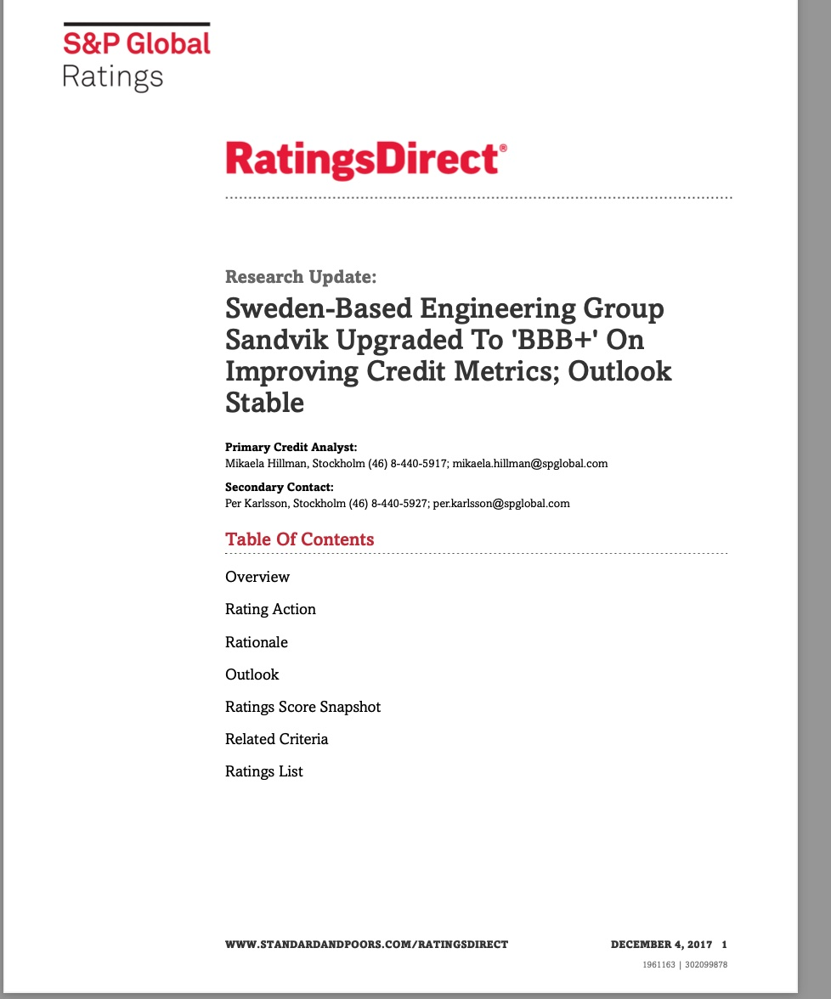 S&P Global
Ratings
RatingsDirect®
Research Update:
Sweden-Based Engineering Group
Sandvik Upgraded To 'BBB+' On
Improving Credit Metrics; Outlook
Stable
Primary Credit Analyst:
Mikaela Hillman, Stockholm (46) 8-440-5917; mikaela.hillman@spglobal.com
Secondary Contact:
Per Karlsson, Stockholm (46) 8-440-5927; per.karlsson@spglobal.com
Table Of Contents
Overview
Rating Action
Rationale
Outlook
Ratings Score Snapshot
Related Criteria
Ratings List
WWW.STANDARDANDPOORS.COM/RATINGSDIRECT DECEMBER 4, 2017 1
1961163 | 302099878